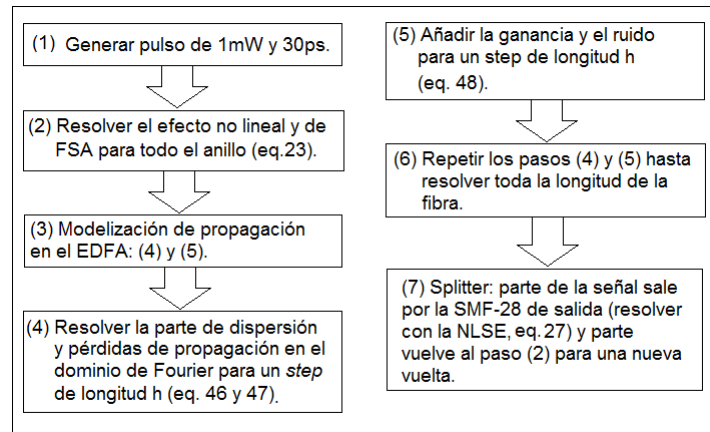 (1) Generar pulso de 1mW y 30ps.
(2) Resolver el efecto no lineal y de
FSA para todo el anillo (eq.23).
(3) Modelización de propagación
en el EDFA: (4) y (5).
(4) Resolver la parte de dispersión
y pérdidas de propagación en el
dominio de Fourier para un step
de longitud h (eq. 46 y 47).
(5) Añadir la ganancia y el ruido
para un step de longitud h
(eq. 48).
(6) Repetir los pasos (4) y (5) hasta
resolver toda la longitud de la
fibra.
(7) Splitter: parte de la señal sale
por la SMF-28 de salida (resolver
con la NLSE, eq.27) y parte
vuelve al paso (2) para una nueva
vuelta.